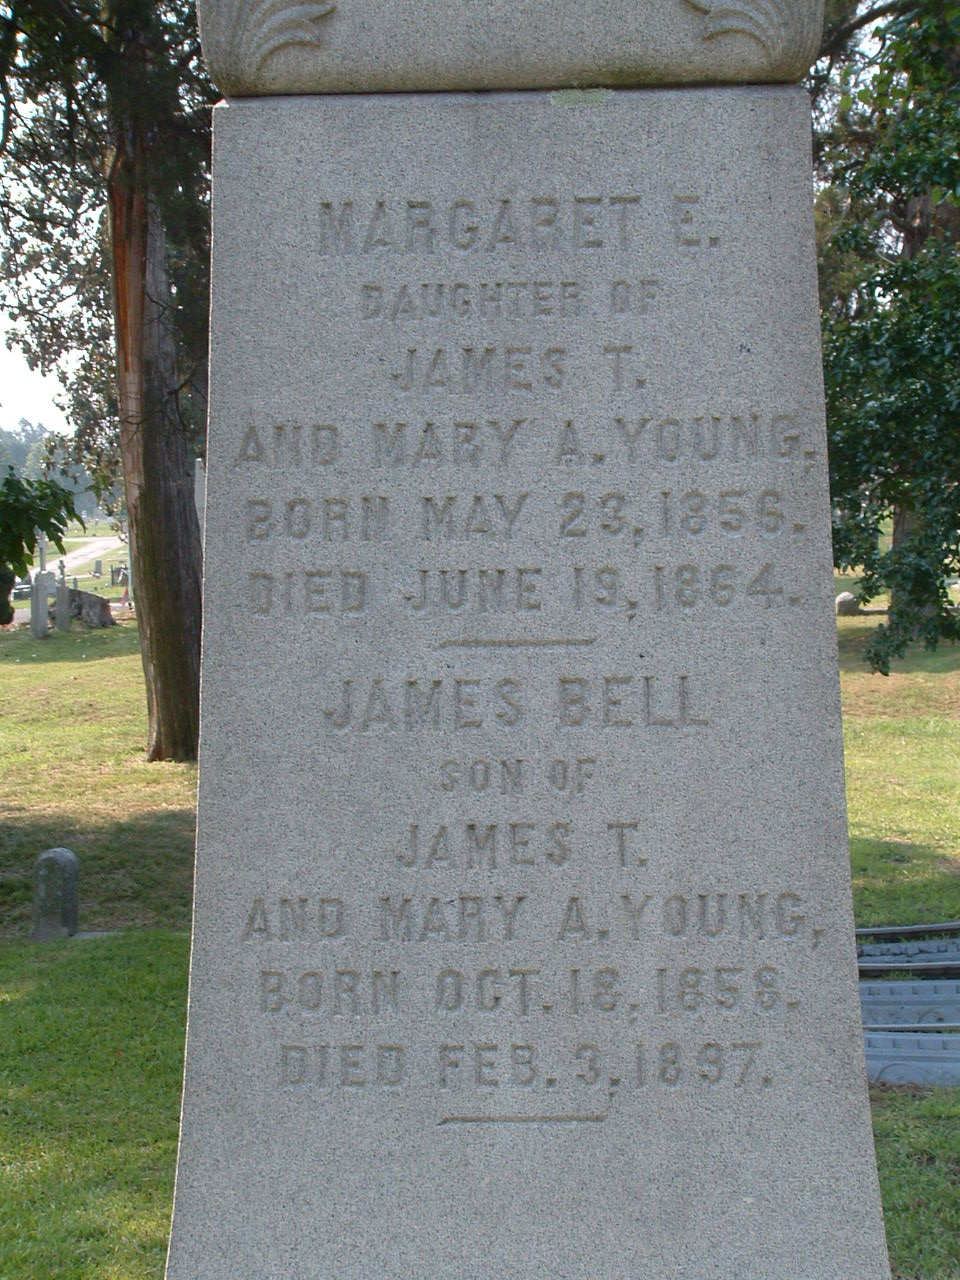 MARGARET E.
DAUGHTER OF
JAMES T.
AND MARY A. YOUNG,
BORN MAY 23, 1856.
DIED JUNE 19, 1864.
JAMES BELL
SON OF
JAMES T.
AND MARY A. YOUNG,
BORN OCT. 18, 1858.
DIED FEB. 3, 1897.